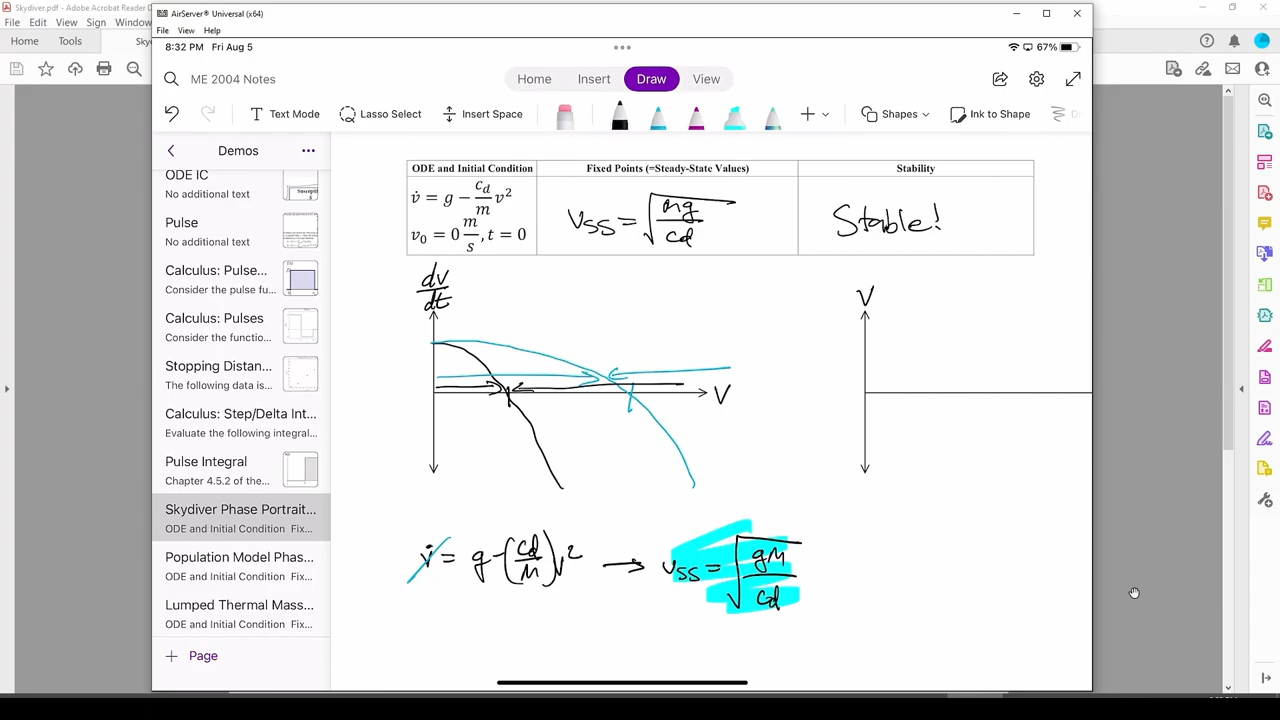 Skydiver.pdf - Adobe Acrobat Reader D
File Edit View Sign Window
Home Tools
AirServer® Universal (x64)
File View Help
8:32 PM Fri Aug 5
67%
ME 2004 Notes
Home Insert Draw View
Text Mode Lasso Select Insert Space Shapes Ink to Shape
Demos
ODE IC
No additional text
Pulse
No additional text
Calculus: Pulse...
Consider the pulse fu...
Calculus: Pulses
Consider the functio...
Stopping Distan...
The following data is...
Calculus: Step/Delta Int...
Evaluate the following integral...
Pulse Integral
Chapter 4.5.2 of the...
Skydiver Phase Portrait...
ODE and Initial Condition Fix...
Population Model Phas...
ODE and Initial Condition Fix...
Lumped Thermal Mass...
ODE and Initial Condition Fix...
+ Page
ODE and Initial Condition Fixed Points (=Steady-State Values) Stability
v̇ = g − c_d/m v²
v₀ = 0 m/s, t = 0
v_SS = √(mg/cd)
Stable!
dv/dt
V
V
v̇ = g − (cd/m)v² → v_SS = √(gm/cd)